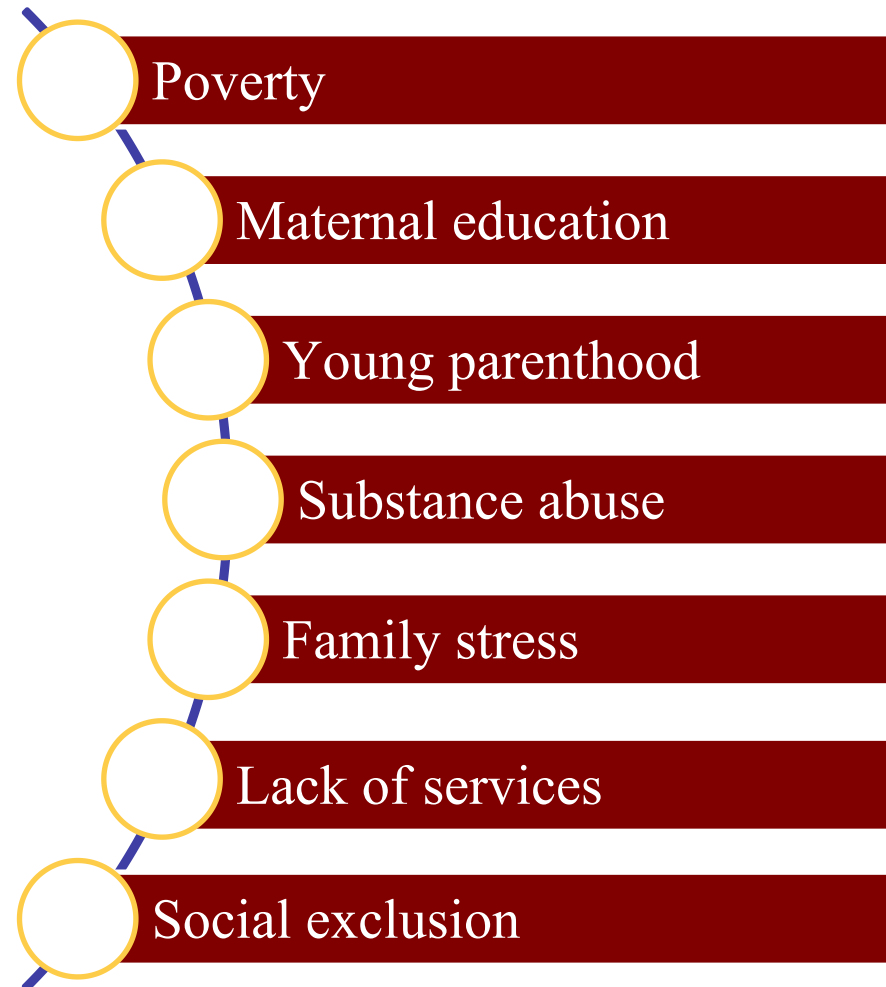 Poverty
Maternal education
Young parenthood
Substance abuse
Family stress
Lack of services
Social exclusion